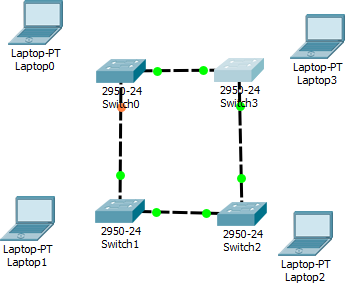 Laptop-PT
Laptop0
2950-24
Switch0
2950-24
Switch3
Laptop-PT
Laptop3
Laptop-PT
Laptop1
2950-24
Switch1
2950-24
Switch2
Laptop-PT
Laptop2